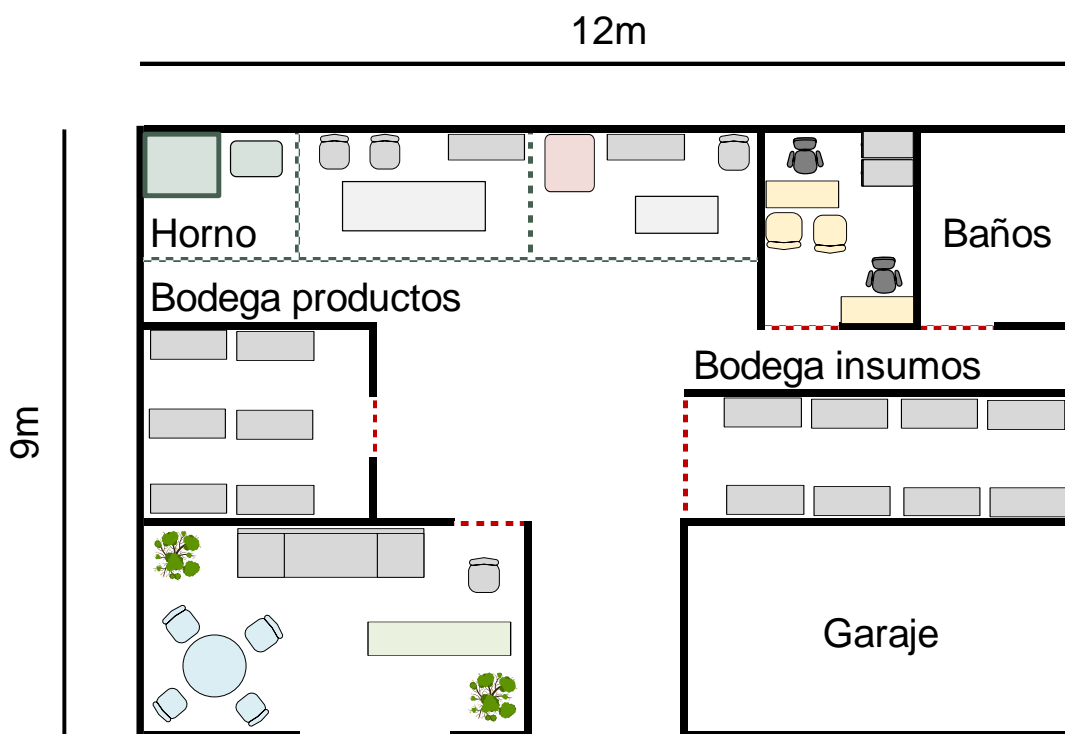 12m
Horno
Baños
Bodega productos
Bodega insumos
9m
Garaje